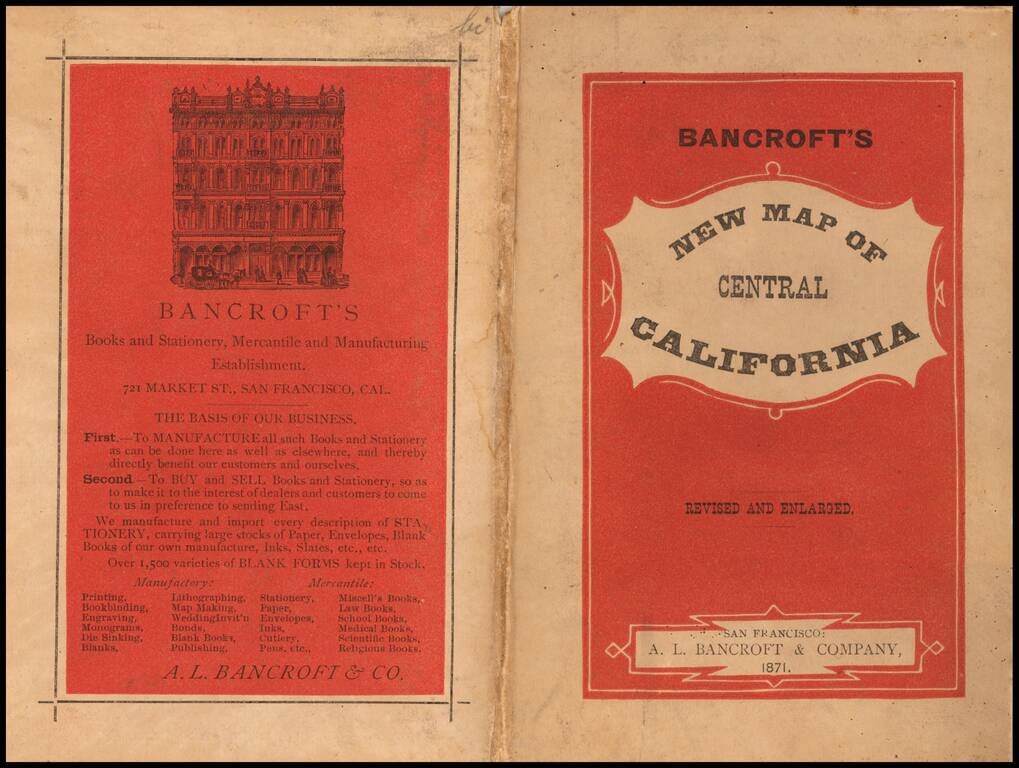 BANCROFT'S
Books and Stationery, Mercantile and Manufacturing
Establishment.
721 MARKET ST., SAN FRANCISCO, CAL.
THE BASIS OF OUR BUSINESS.
First.—To MANUFACTURE all such Books and Stationery
as can be done here as well as elsewhere, and thereby
directly benefit our customers and ourselves.
Second.—To BUY and SELL Books and Stationery, so as
to make it to the interest of dealers and customers to come
to us in preference to sending East.
We manufacture and import every description of STA-
TIONERY, carrying large stocks of Paper, Envelopes, Blank
Books of our own manufacture, Inks, Slates, etc., etc.
Over 1,500 varieties of BLANK FORMS kept in Stock.
Manufactory: Mercantile:
Printing, Lithographing, Stationery, Miscell's Books,
Bookbinding, Map Making, Paper, Law Books,
Engraving, WeddingInvit'n Envelopes, School Books,
Monograms, Bonds, Inks, Medical Books,
Die Sinking, Blank Books, Cutlery, Scientific Books,
Blanks, Publishing, Pens, etc., Religious Books.
A. L. BANCROFT & CO.
BANCROFT'S
NEW MAP OF
CENTRAL
CALIFORNIA
REVISED AND ENLARGED.
SAN FRANCISCO:
A. L. BANCROFT & COMPANY,
1871.